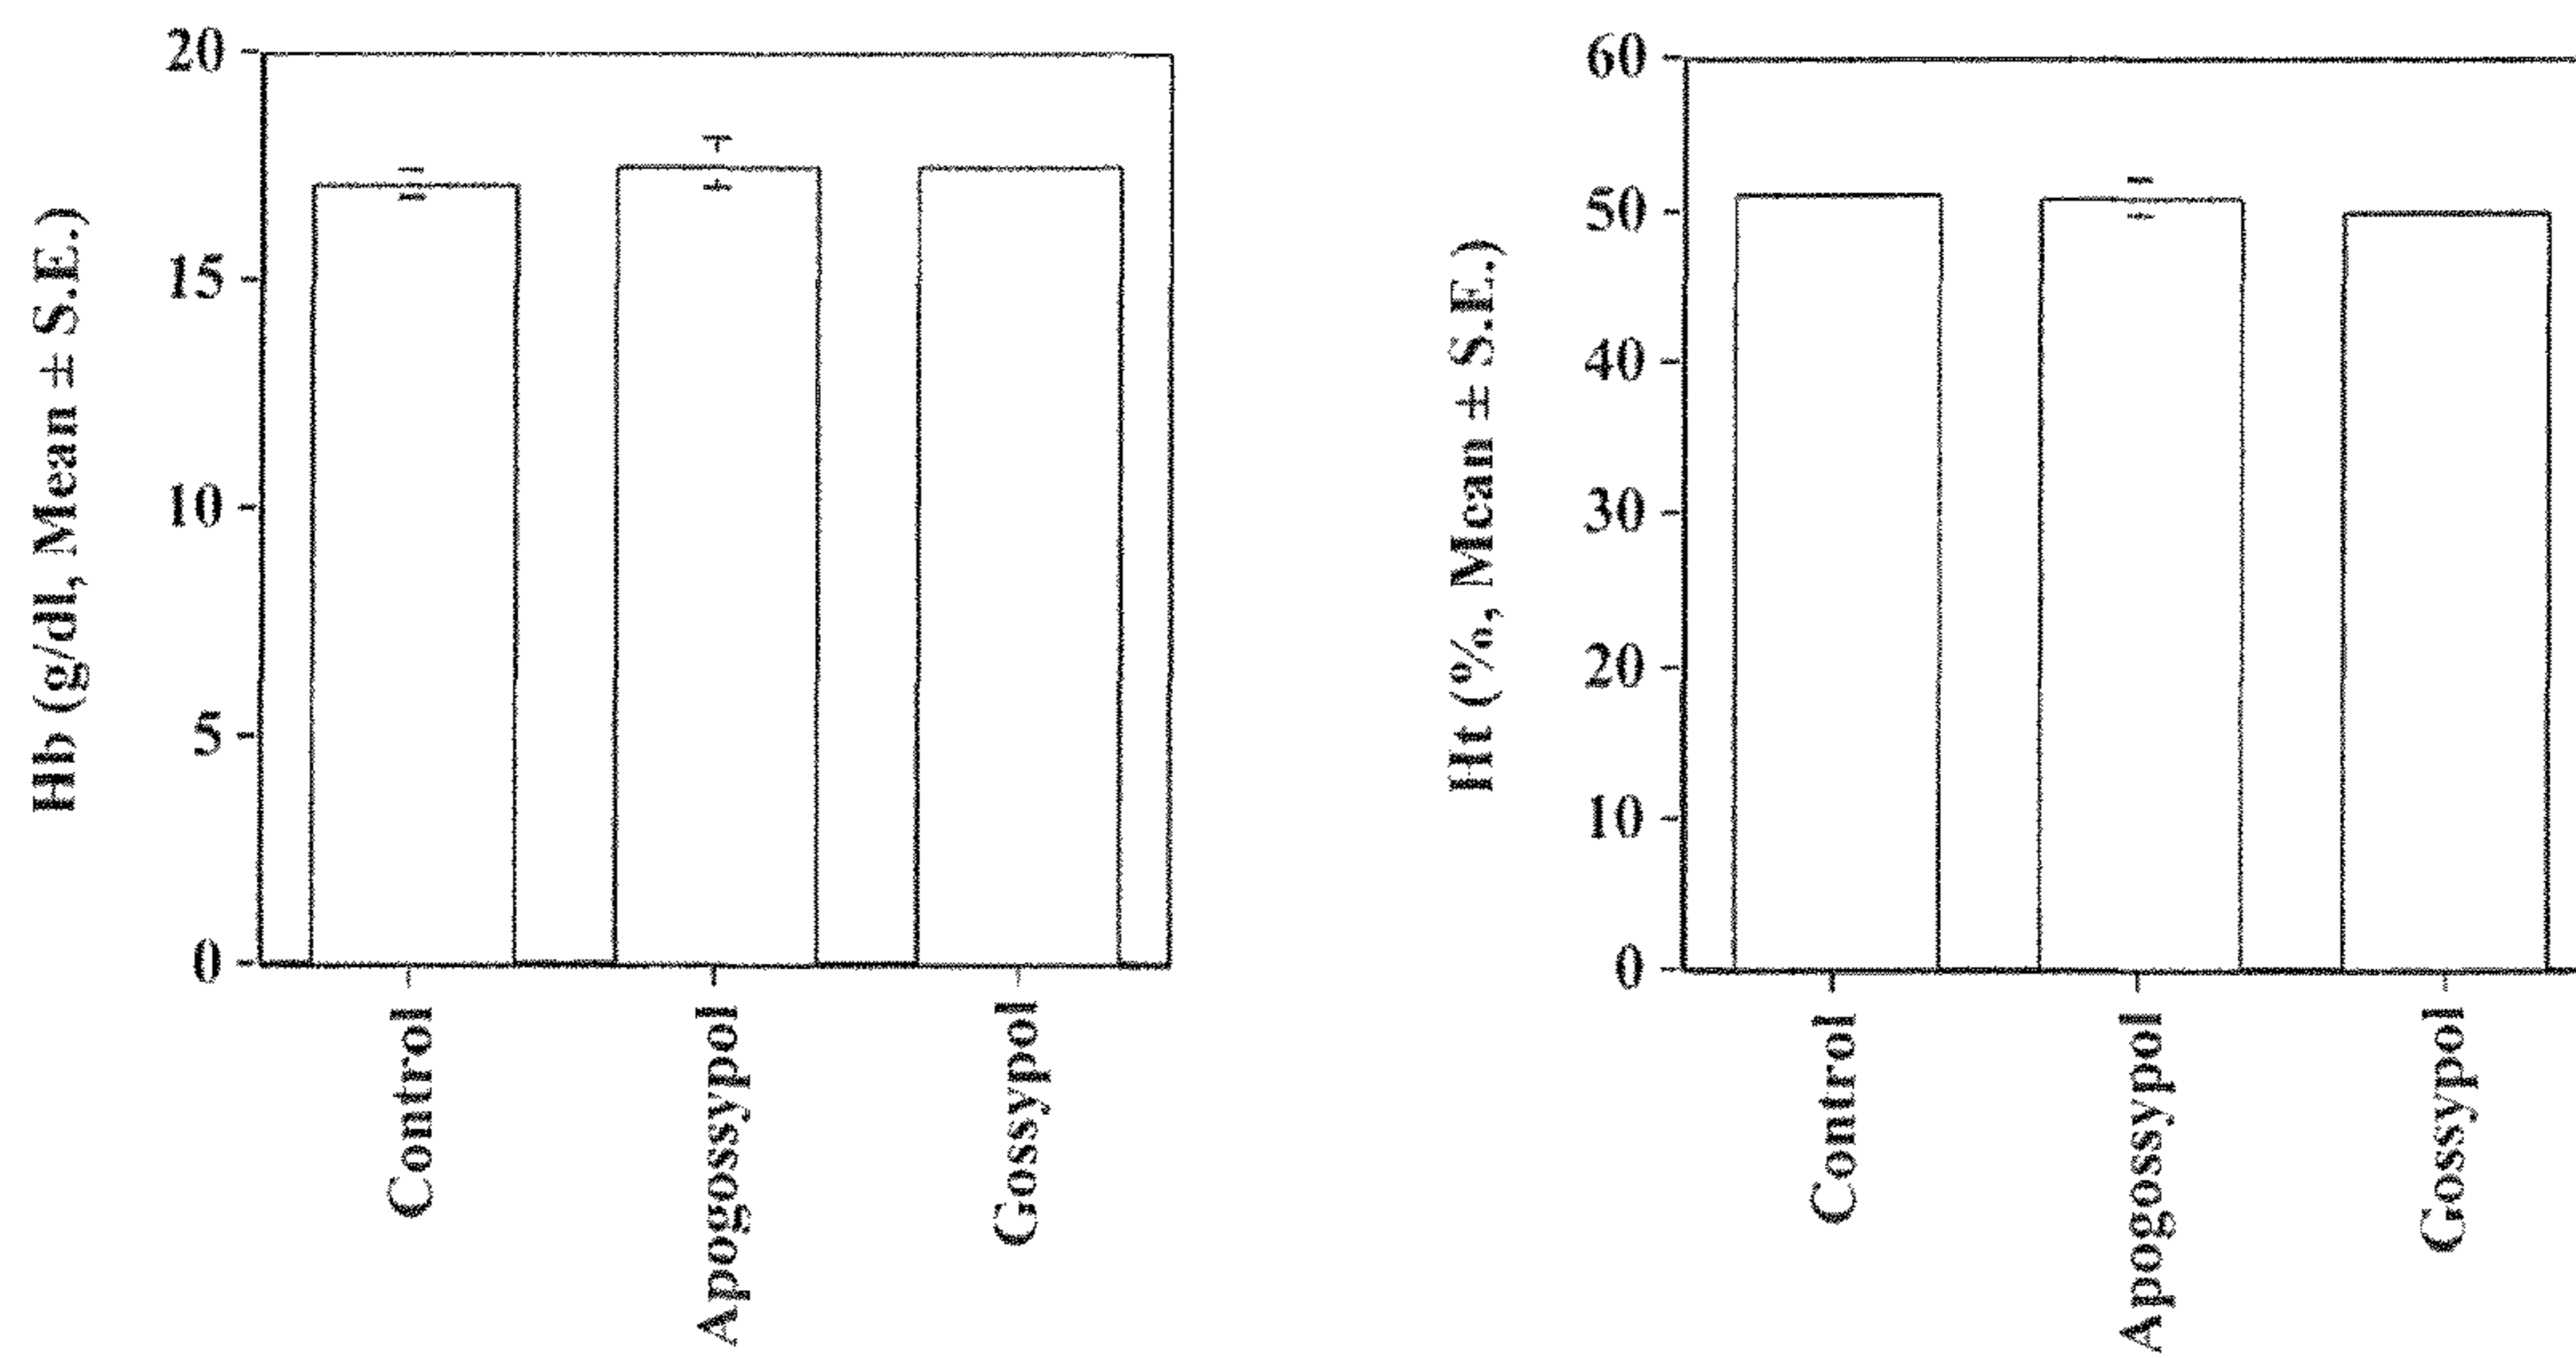 Hb (g/dl, Mean ± S.E.)
20
15
10
5
0
Control
Apogossypol
Gossypol
Ht (%, Mean ± S.E.)
60
50
40
30
20
10
0
Control
Apogossypol
Gossypol